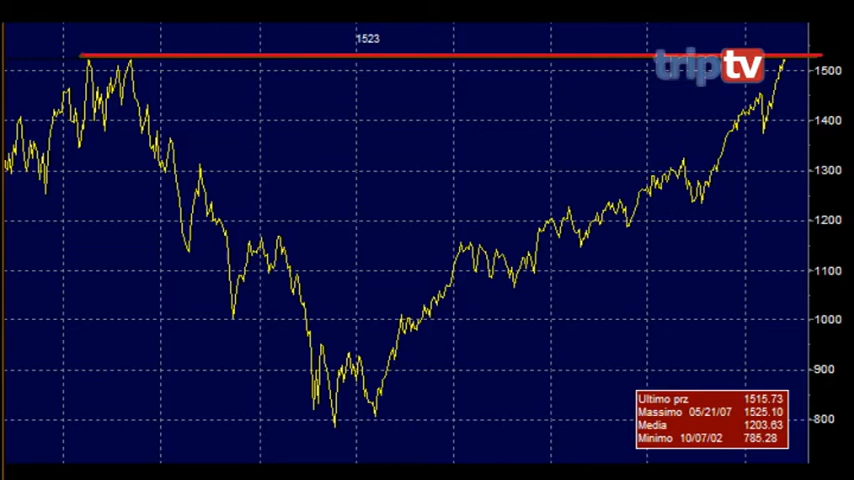 1523
triptv
1500
1400
1300
1200
1100
1000
900
800
Ultimo prz 1515.73
Massimo 05/21/07 1525.10
Media 1203.63
Minimo 10/07/02 785.28